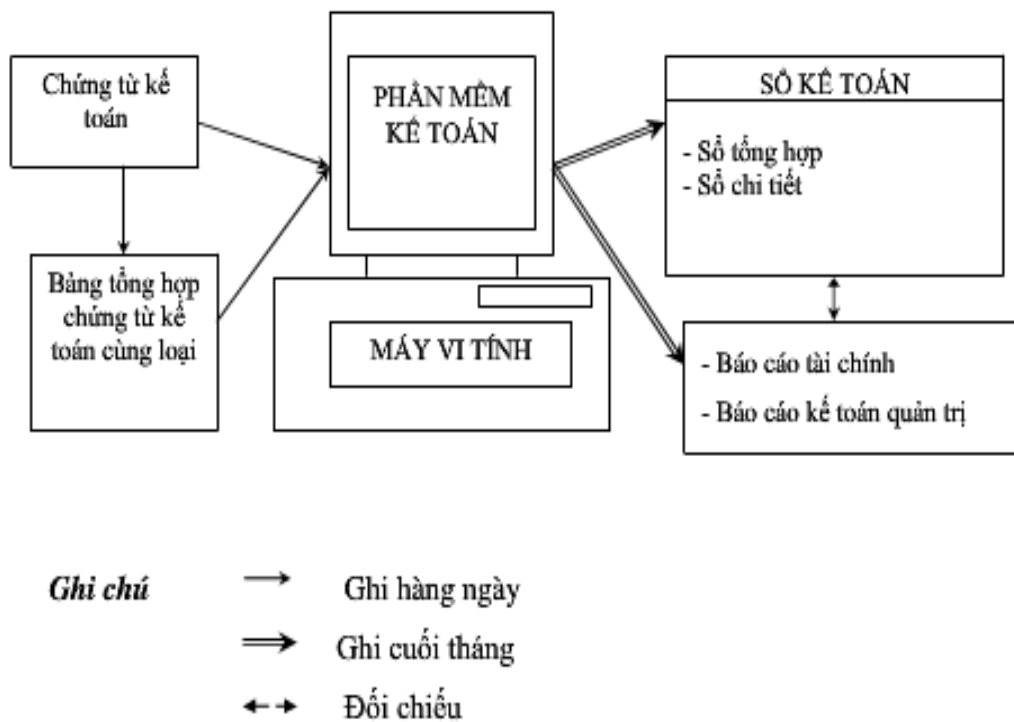 Chứng từ kế
toán
Bảng tổng hợp
chứng từ kế
toán cùng loại
PHẦN MỀM
KẾ TOÁN
MÁY VI TÍNH
SỔ KẾ TOÁN
- Sổ tổng hợp
- Sổ chi tiết
- Báo cáo tài chính
- Báo cáo kế toán quản trị
Ghi chú
Ghi hàng ngày
Ghi cuối tháng
Đối chiếu